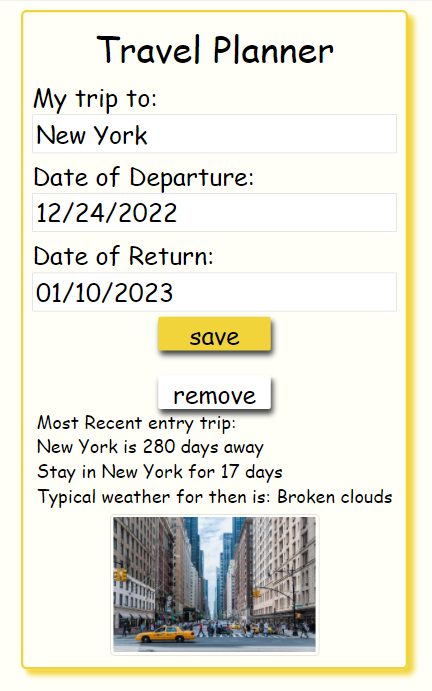 Travel Planner
My trip to:
New York
Date of Departure:
12/24/2022
Date of Return:
01/10/2023
save
remove
Most Recent entry trip:
New York is 280 days away
Stay in New York for 17 days
Typical weather for then is: Broken clouds